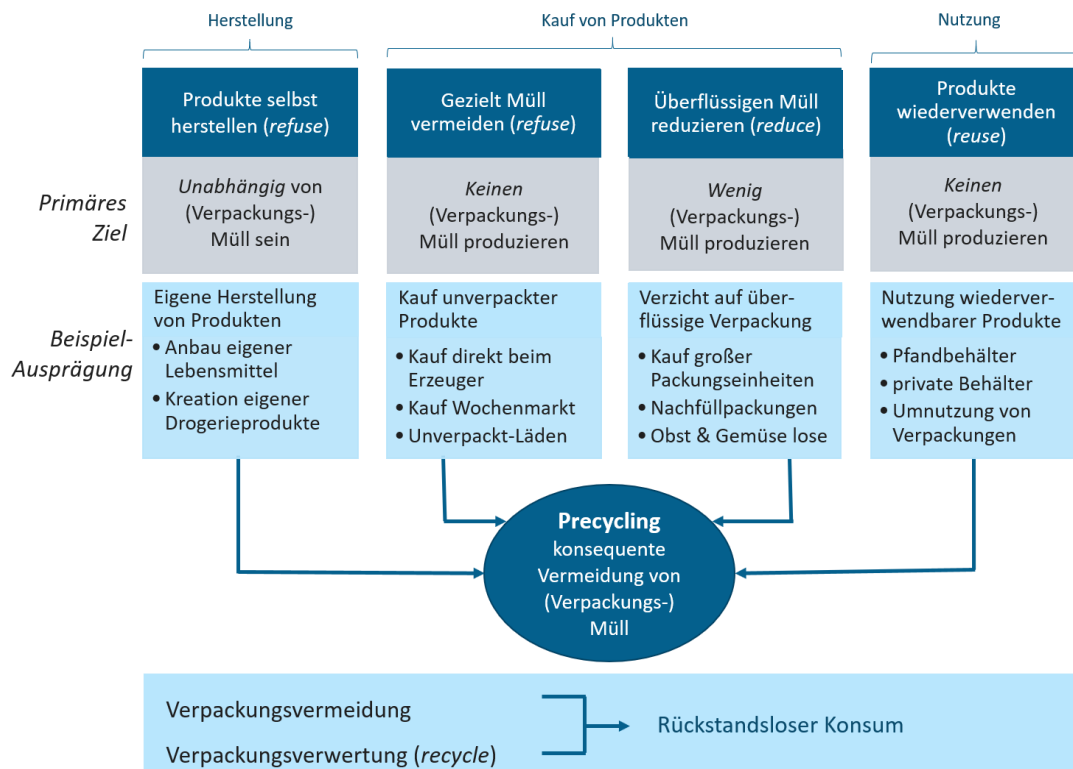 Herstellung
Kauf von Produkten
Nutzung
Produkte selbst
herstellen (refuse)
Gezielt Müll
vermeiden (refuse)
Überflüssigen Müll
reduzieren (reduce)
Produkte
wiederverwenden
(reuse)
Primäres
Ziel
Unabhängig von
(Verpackungs-)
Müll sein
Keinen
(Verpackungs-)
Müll produzieren
Wenig
(Verpackungs-)
Müll produzieren
Keinen
(Verpackungs-)
Müll produzieren
Beispiel-
Ausprägung
Eigene Herstellung
von Produkten
• Anbau eigener
Lebensmittel
• Kreation eigener
Drogerieprodukte
Kauf unverpackter
Produkte
• Kauf direkt beim
Erzeuger
• Kauf Wochenmarkt
• Unverpackt-Läden
Verzicht auf über-
flüssige Verpackung
• Kauf großer
Packungseinheiten
• Nachfüllpackungen
• Obst & Gemüse lose
Nutzung wiederver-
wendbarer Produkte
• Pfandbehälter
• private Behälter
• Umnutzung von
Verpackungen
Precycling
konsequente
Vermeidung von
(Verpackungs-)
Müll
Verpackungsvermeidung
Verpackungsverwertung (recycle)
Rückstandsloser Konsum